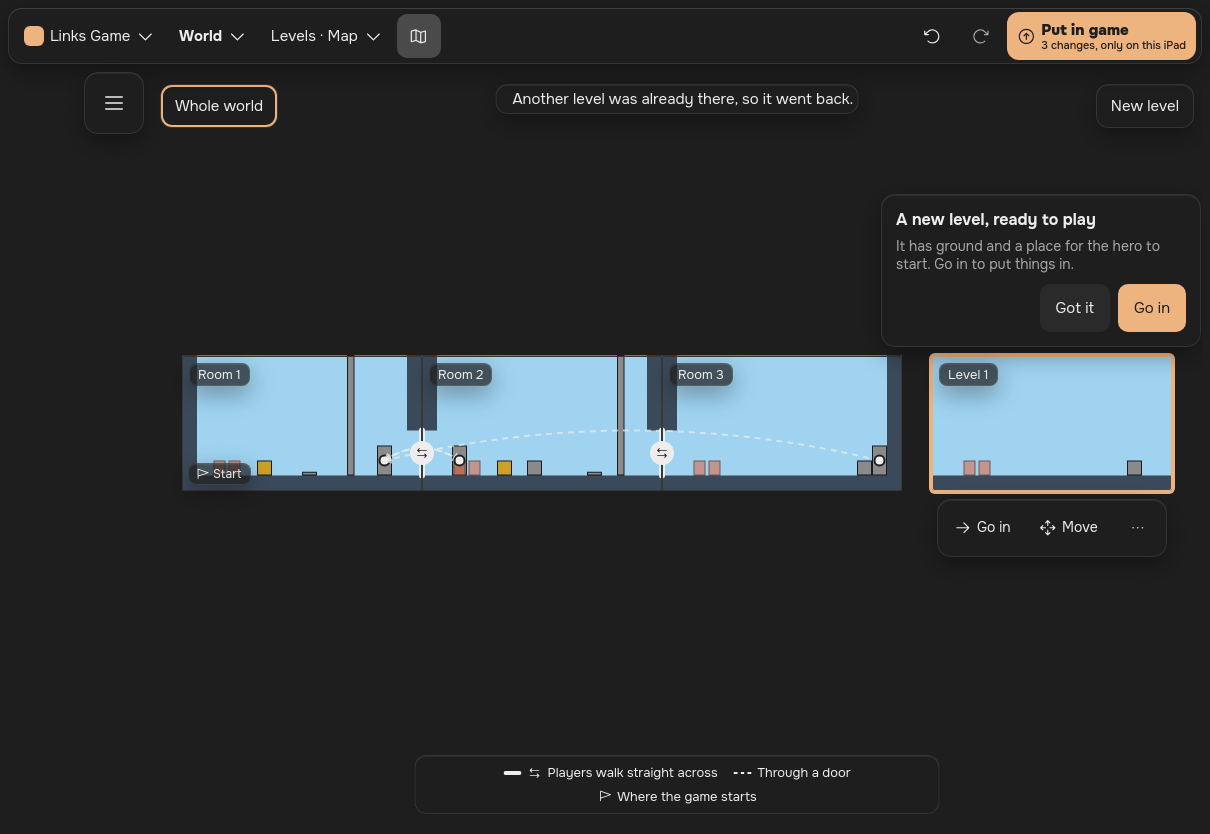 Links Game
World
Levels · Map
Put in game
3 changes, only on this iPad
Whole world
Another level was already there, so it went back.
New level
A new level, ready to play
It has ground and a place for the hero to
start. Go in to put things in.
Got it
Go in
Room 1
Room 2
Room 3
Level 1
Start
Go in
Move
Players walk straight across
Through a door
Where the game starts